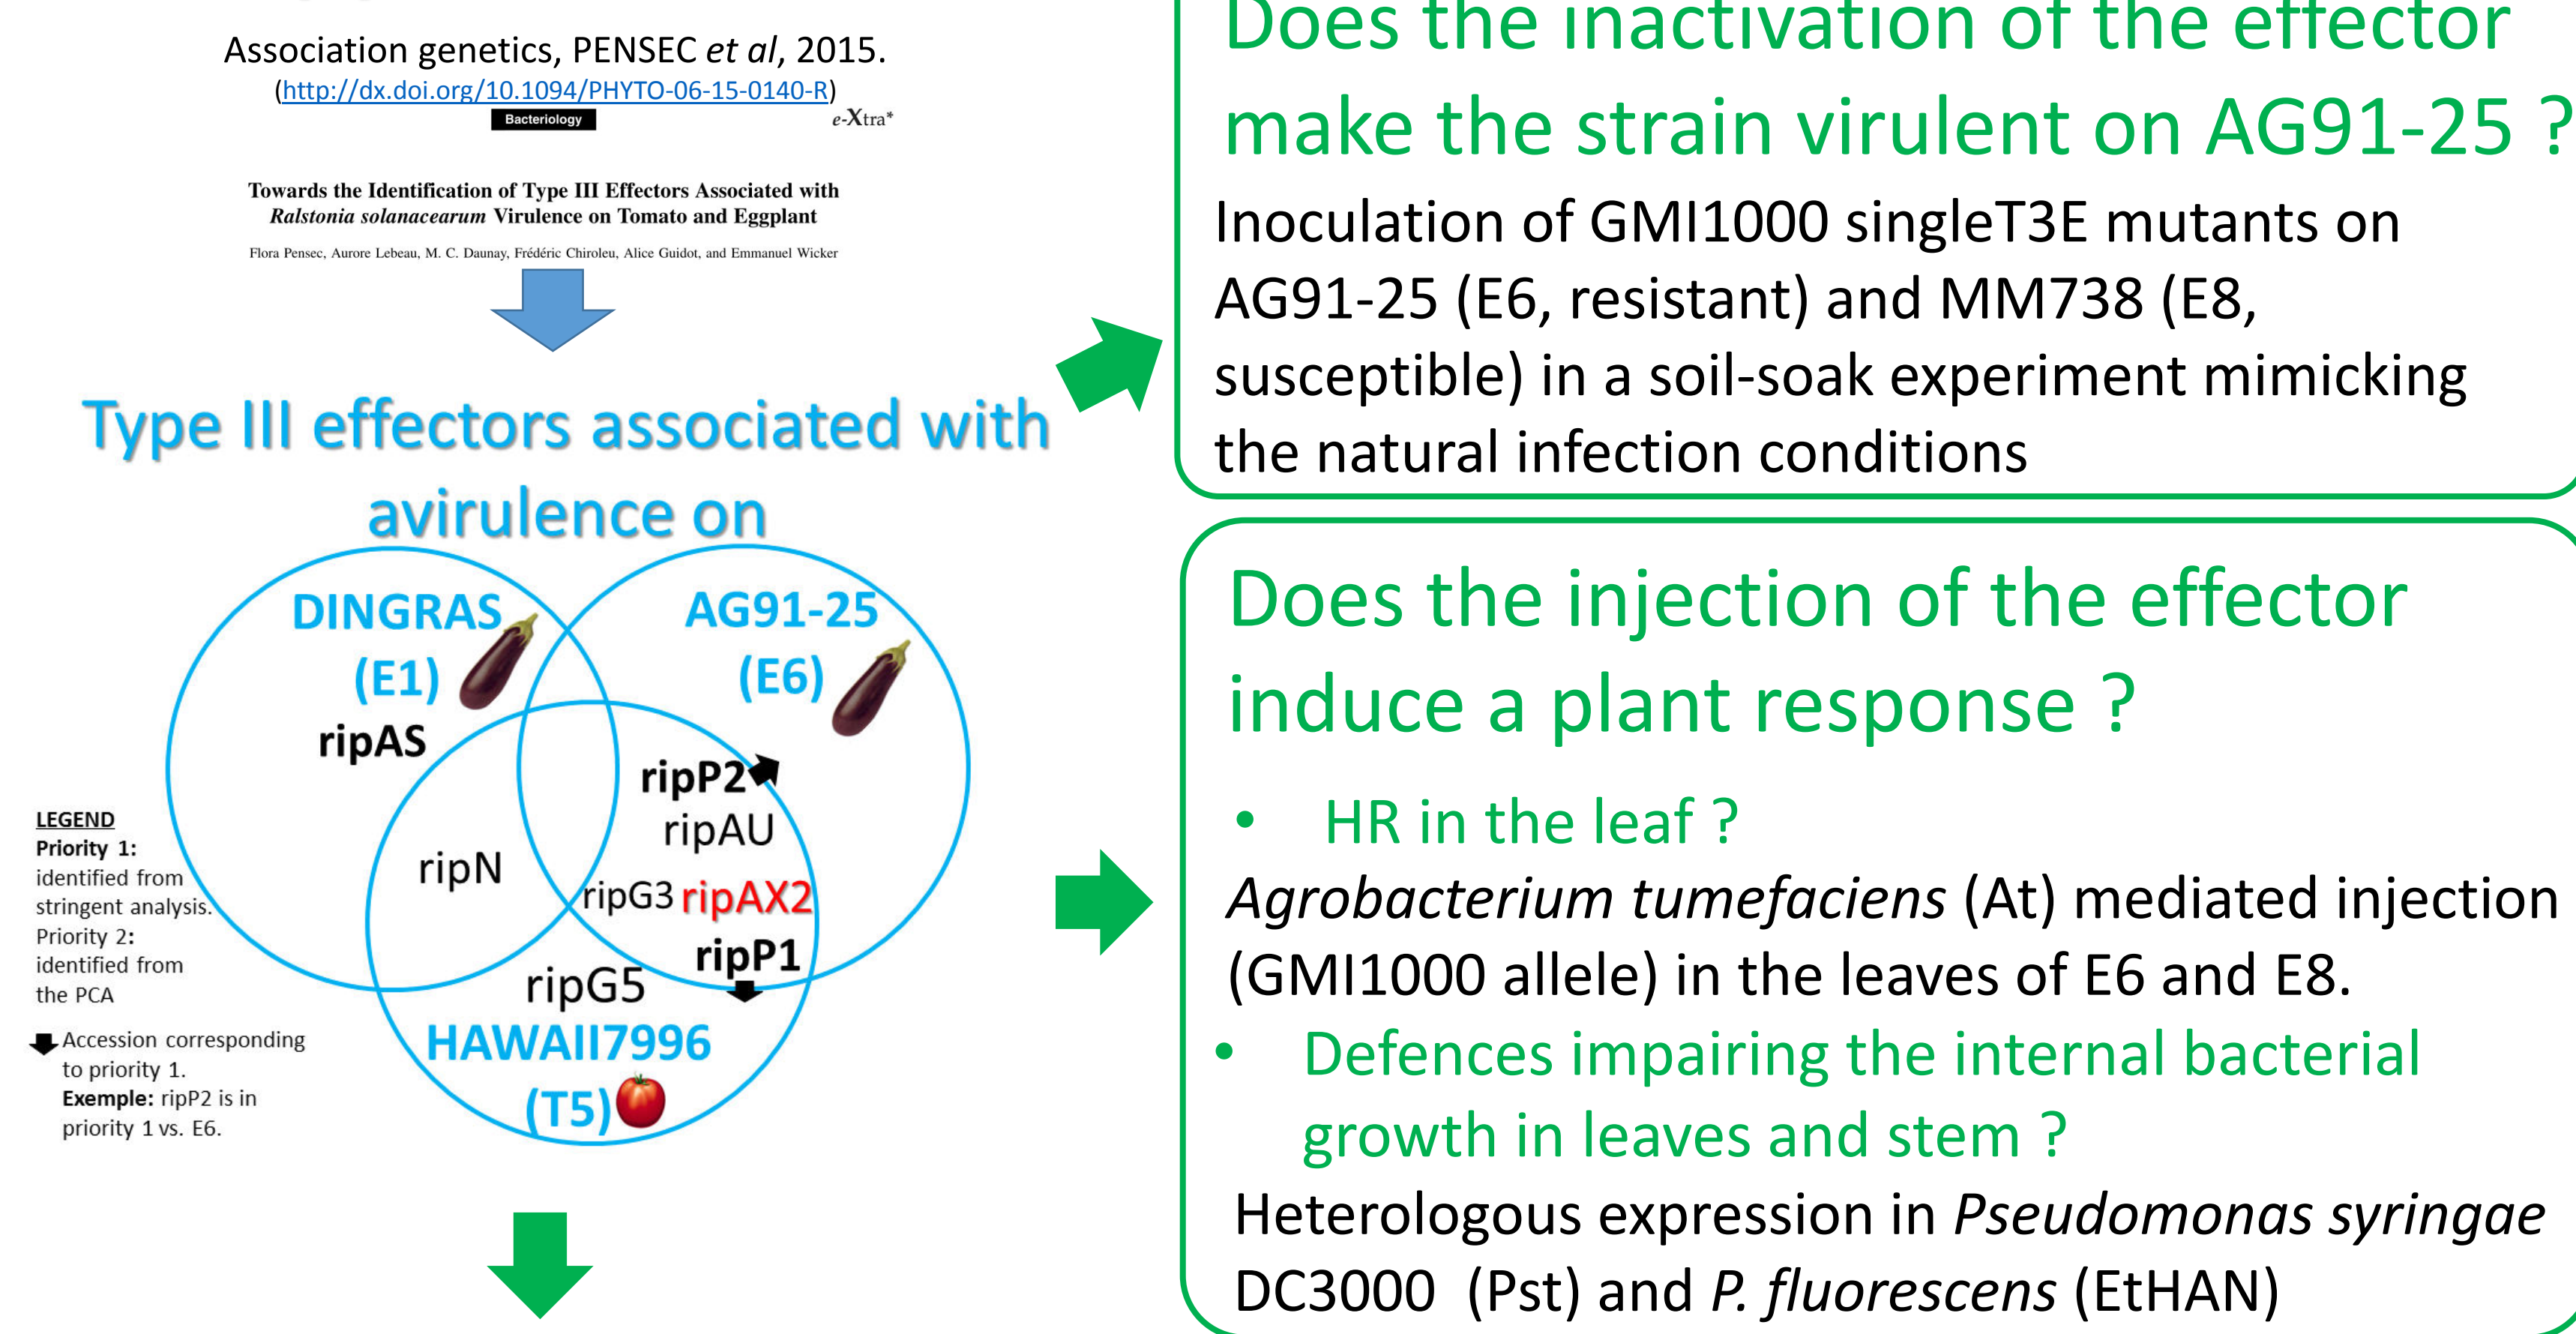 Association genetics, PENSEC et al, 2015.
(http://dx.doi.org/10.1094/PHYTO-06-15-0140-R)
Bacteriology
e-Xtra*
Towards the Identification of Type III Effectors Associated with
Ralstonia solanacearum Virulence on Tomato and Eggplant
Flora Pensec, Aurore Lebeau, M. C. Daunay, Frédéric Chiroleu, Alice Guidot, and Emmanuel Wicker
Type III effectors associated with
avirulence on
DINGRAS
(E1)
ripAS
AG91-25
(E6)
ripP2
ripAU
ripN
ripG3 ripAX2
ripP1
ripG5
HAWAII7996
(T5)
LEGEND
Priority 1:
identified from
stringent analysis.
Priority 2:
identified from
the PCA
Accession corresponding
to priority 1.
Exemple: ripP2 is in
priority 1 vs. E6.
Does the inactivation of the effector
make the strain virulent on AG91-25 ?
Inoculation of GMI1000 singleT3E mutants on
AG91-25 (E6, resistant) and MM738 (E8,
susceptible) in a soil-soak experiment mimicking
the natural infection conditions
Does the injection of the effector
induce a plant response ?
• HR in the leaf ?
Agrobacterium tumefaciens (At) mediated injection
(GMI1000 allele) in the leaves of E6 and E8.
• Defences impairing the internal bacterial
growth in leaves and stem ?
Heterologous expression in Pseudomonas syringae
DC3000 (Pst) and P. fluorescens (EtHAN)